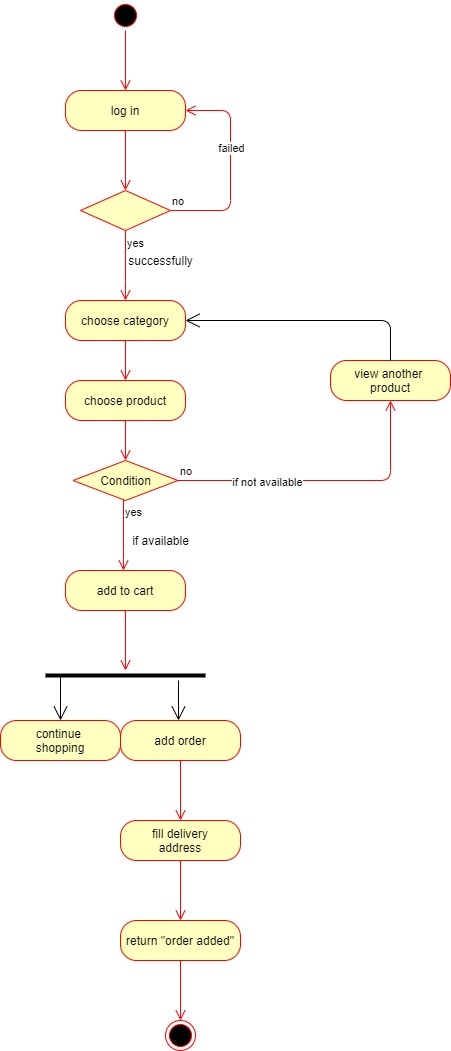 log in
failed
no
yes
successfully
choose category
view another
product
choose product
no
Condition
if not available
yes
if available
add to cart
continue
shopping
add order
fill delivery
address
return "order added"